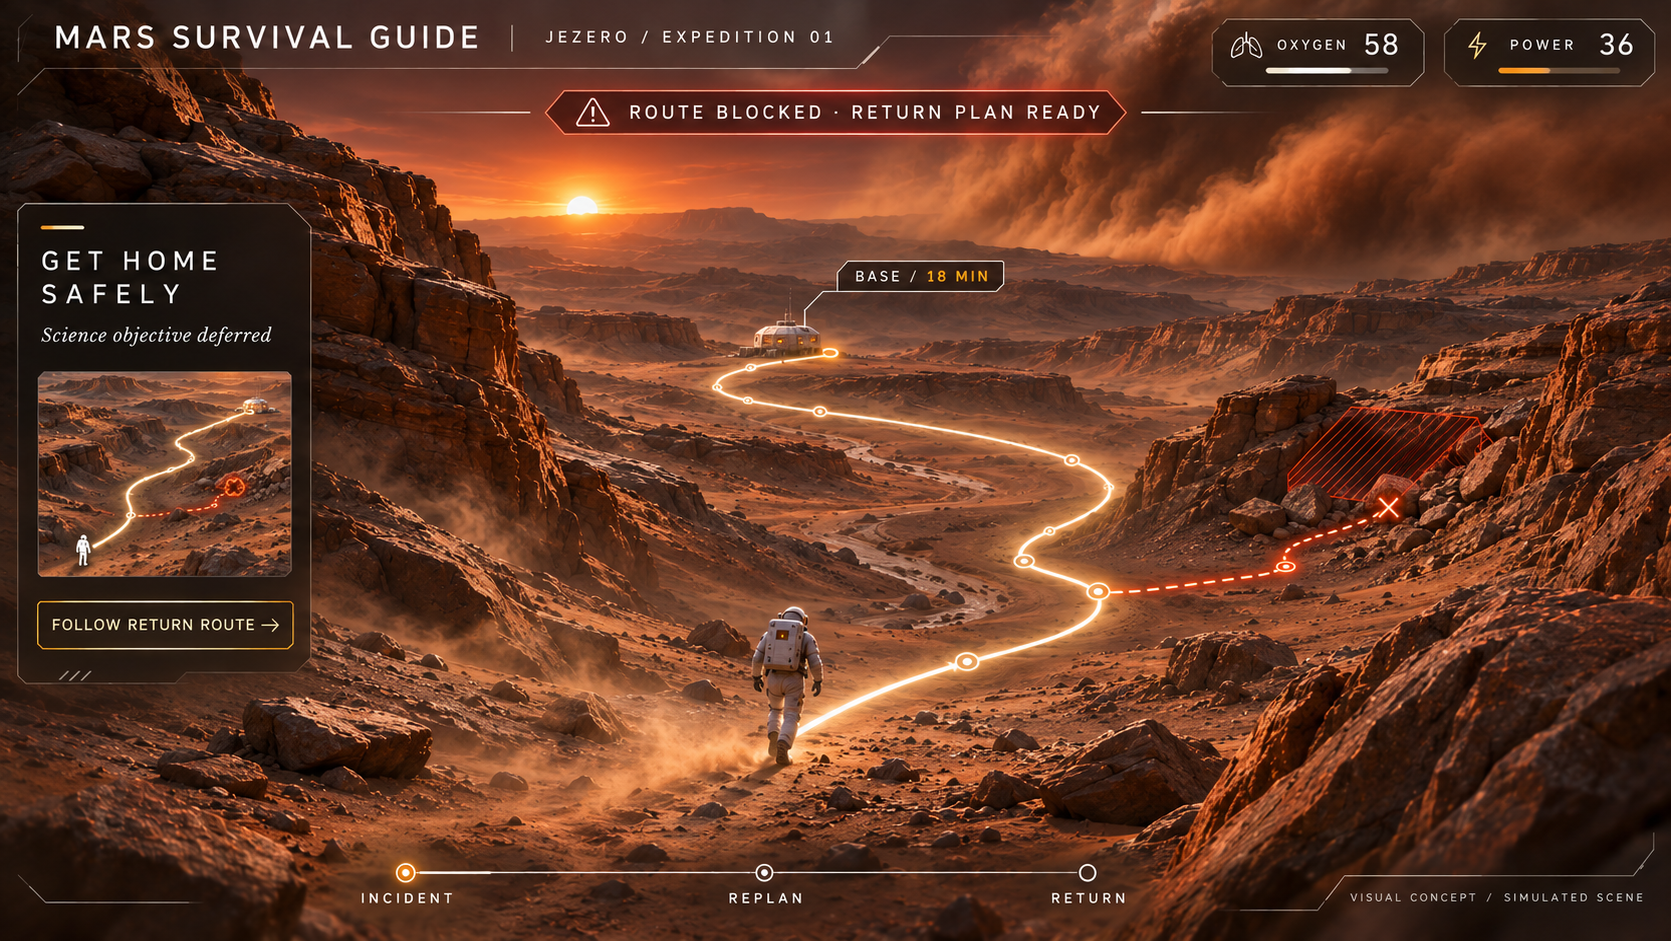 MARS SURVIVAL GUIDE
JEZERO / EXPEDITION 01
OXYGEN 58
POWER 36
ROUTE BLOCKED · RETURN PLAN READY
GET HOME
SAFELY
Science objective deferred
FOLLOW RETURN ROUTE →
BASE / 18 MIN
INCIDENT
REPLAN
RETURN
VISUAL CONCEPT / SIMULATED SCENE